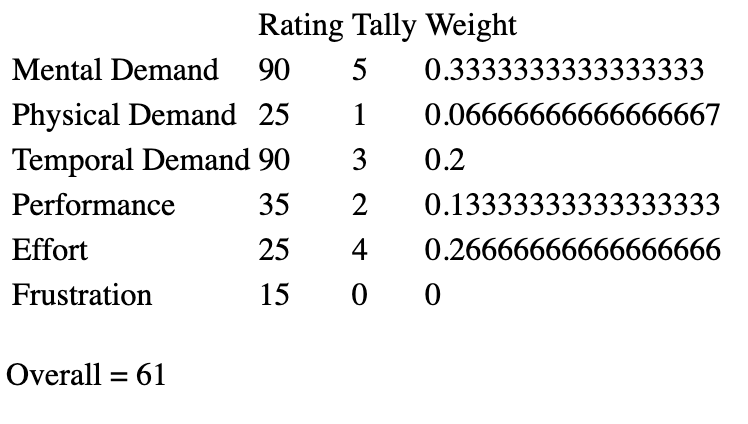 Rating Tally Weight
Mental Demand 90 5 0.3333333333333333
Physical Demand 25 1 0.06666666666666667
Temporal Demand 90 3 0.2
Performance 35 2 0.13333333333333333
Effort 25 4 0.26666666666666666
Frustration 15 0 0
Overall = 61